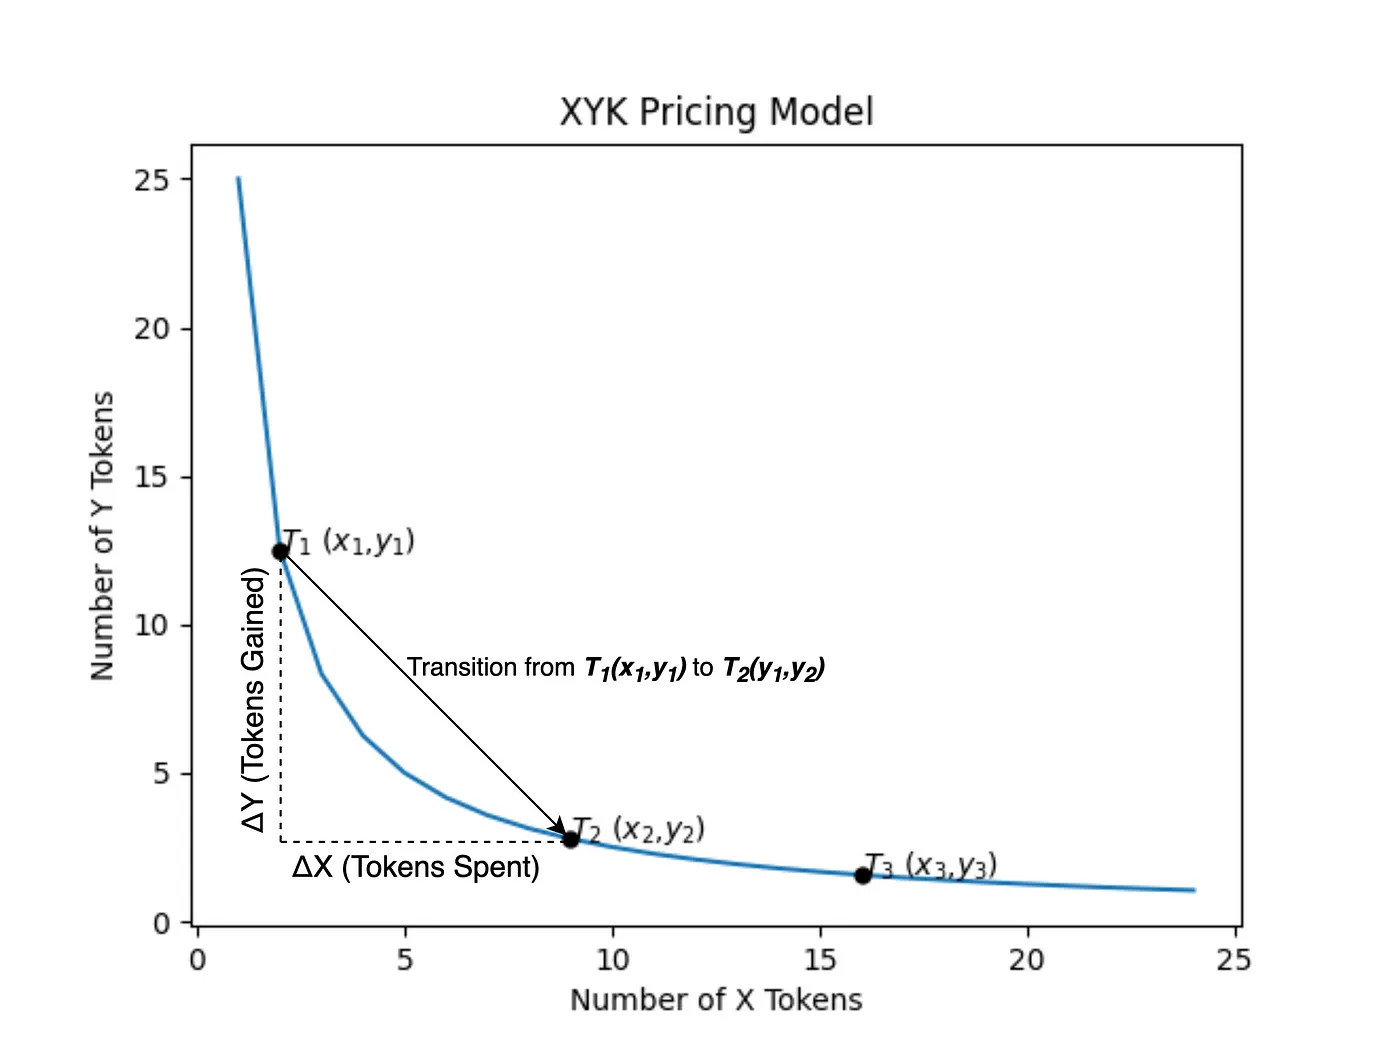 XYK Pricing Model
25
20
15
10
5
0
Number of Y Tokens
T1 (x1,y1)
ΔY (Tokens Gained)
Transition from T1(x1,y1) to T2(y1,y2)
T2 (x2,y2)
ΔX (Tokens Spent)
T3 (x3,y3)
0 5 10 15 20 25
Number of X Tokens